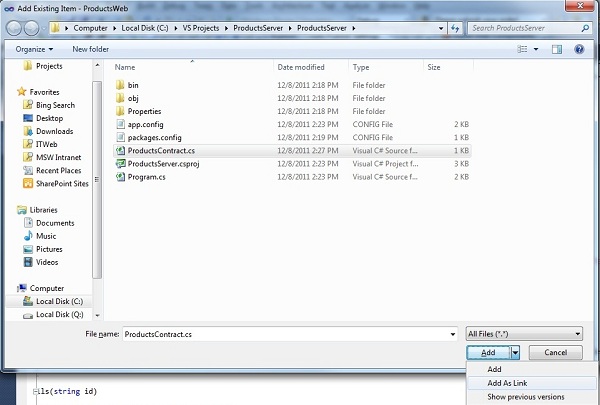 Add Existing Item - ProductsWeb
Computer ▸ Local Disk (C:) ▸ VS Projects ▸ ProductsServer ▸ ProductsServer ▸
Search ProductsServer
Organize New folder
Projects
Favorites
Bing Search
Desktop
Downloads
ITWeb
MSW Intranet
Recent Places
SharePoint Sites
Libraries
Documents
Music
Pictures
Videos
Computer
Local Disk (C:)
Local Disk (Q:)
Name Date modified Type Size
bin 12/8/2011 2:18 PM File folder
obj 12/8/2011 2:18 PM File folder
Properties 12/8/2011 2:18 PM File folder
app.config 12/8/2011 2:23 PM CONFIG File 2 KB
packages.config 12/8/2011 2:19 PM CONFIG File 1 KB
ProductsContract.cs 12/8/2011 2:27 PM Visual C# Source f... 1 KB
ProductsServer.csproj 12/8/2011 2:23 PM Visual C# Project f... 3 KB
Program.cs 12/8/2011 2:23 PM Visual C# Source f... 2 KB
File name: ProductsContract.cs All Files (*.*)
Add Cancel
Add
Add As Link
Show previous versions
ils(string id)